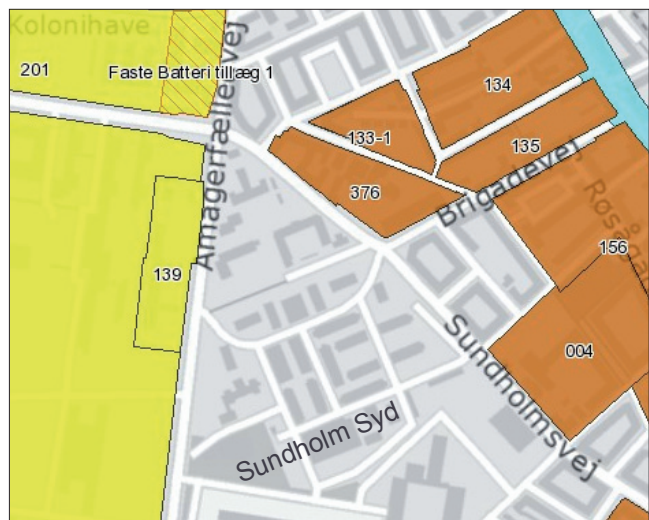 Kolonihave
201
Faste Batteri tillæg 1
Amagerfælledvej
134
133-1
135
376
Brigadevej
156
139
004
Sundholmsvej
Sundholm Syd